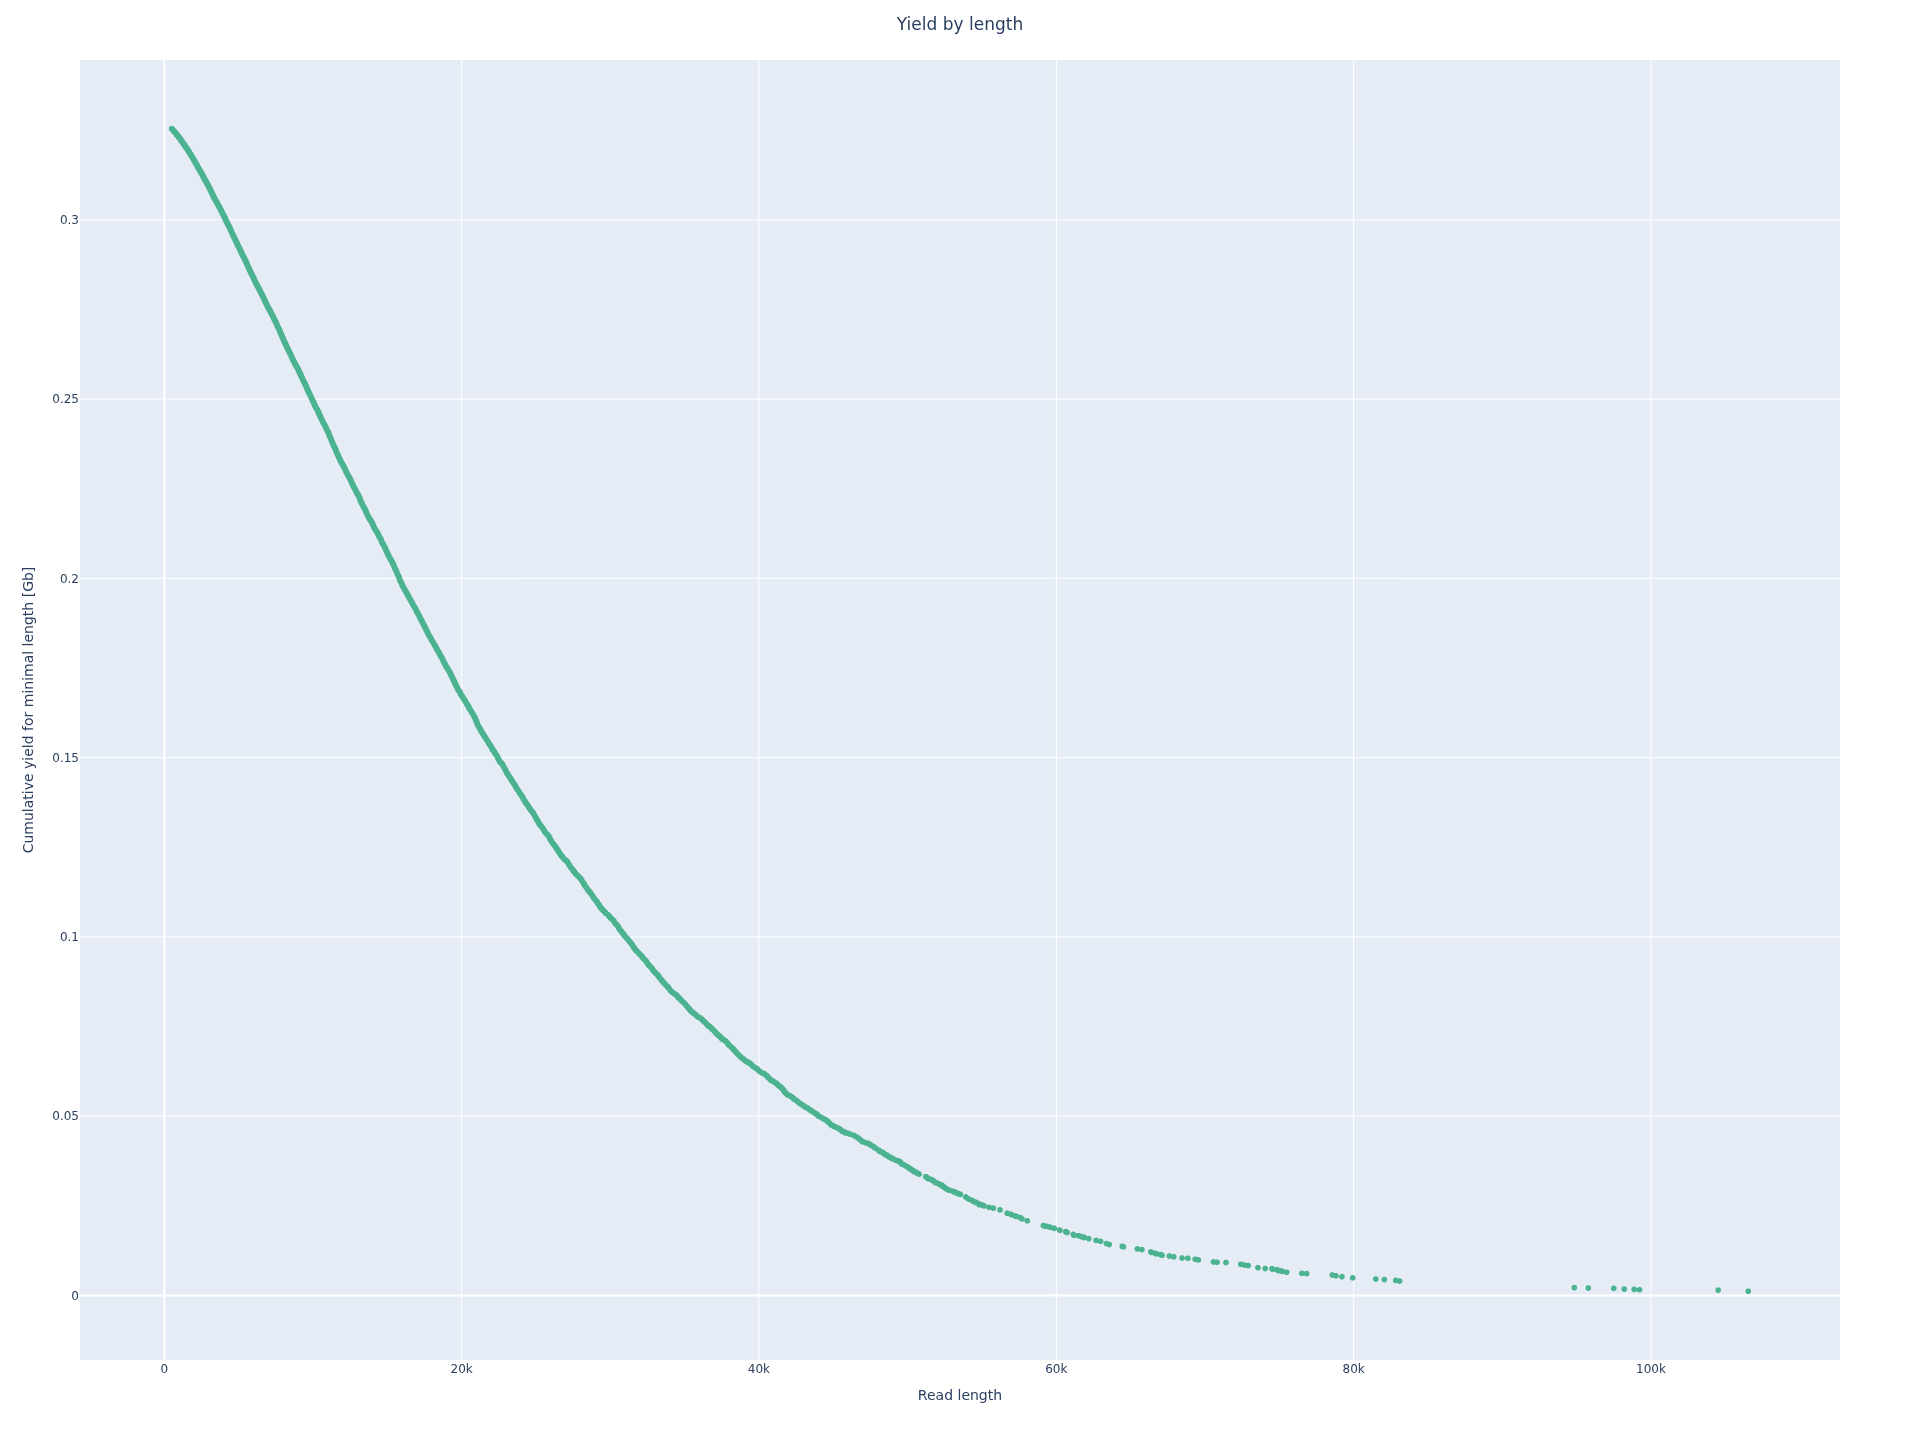 Yield by length
Cumulative yield for minimal length [Gb]
0.3
0.25
0.2
0.15
0.1
0.05
0
0 20k 40k 60k 80k 100k
Read length